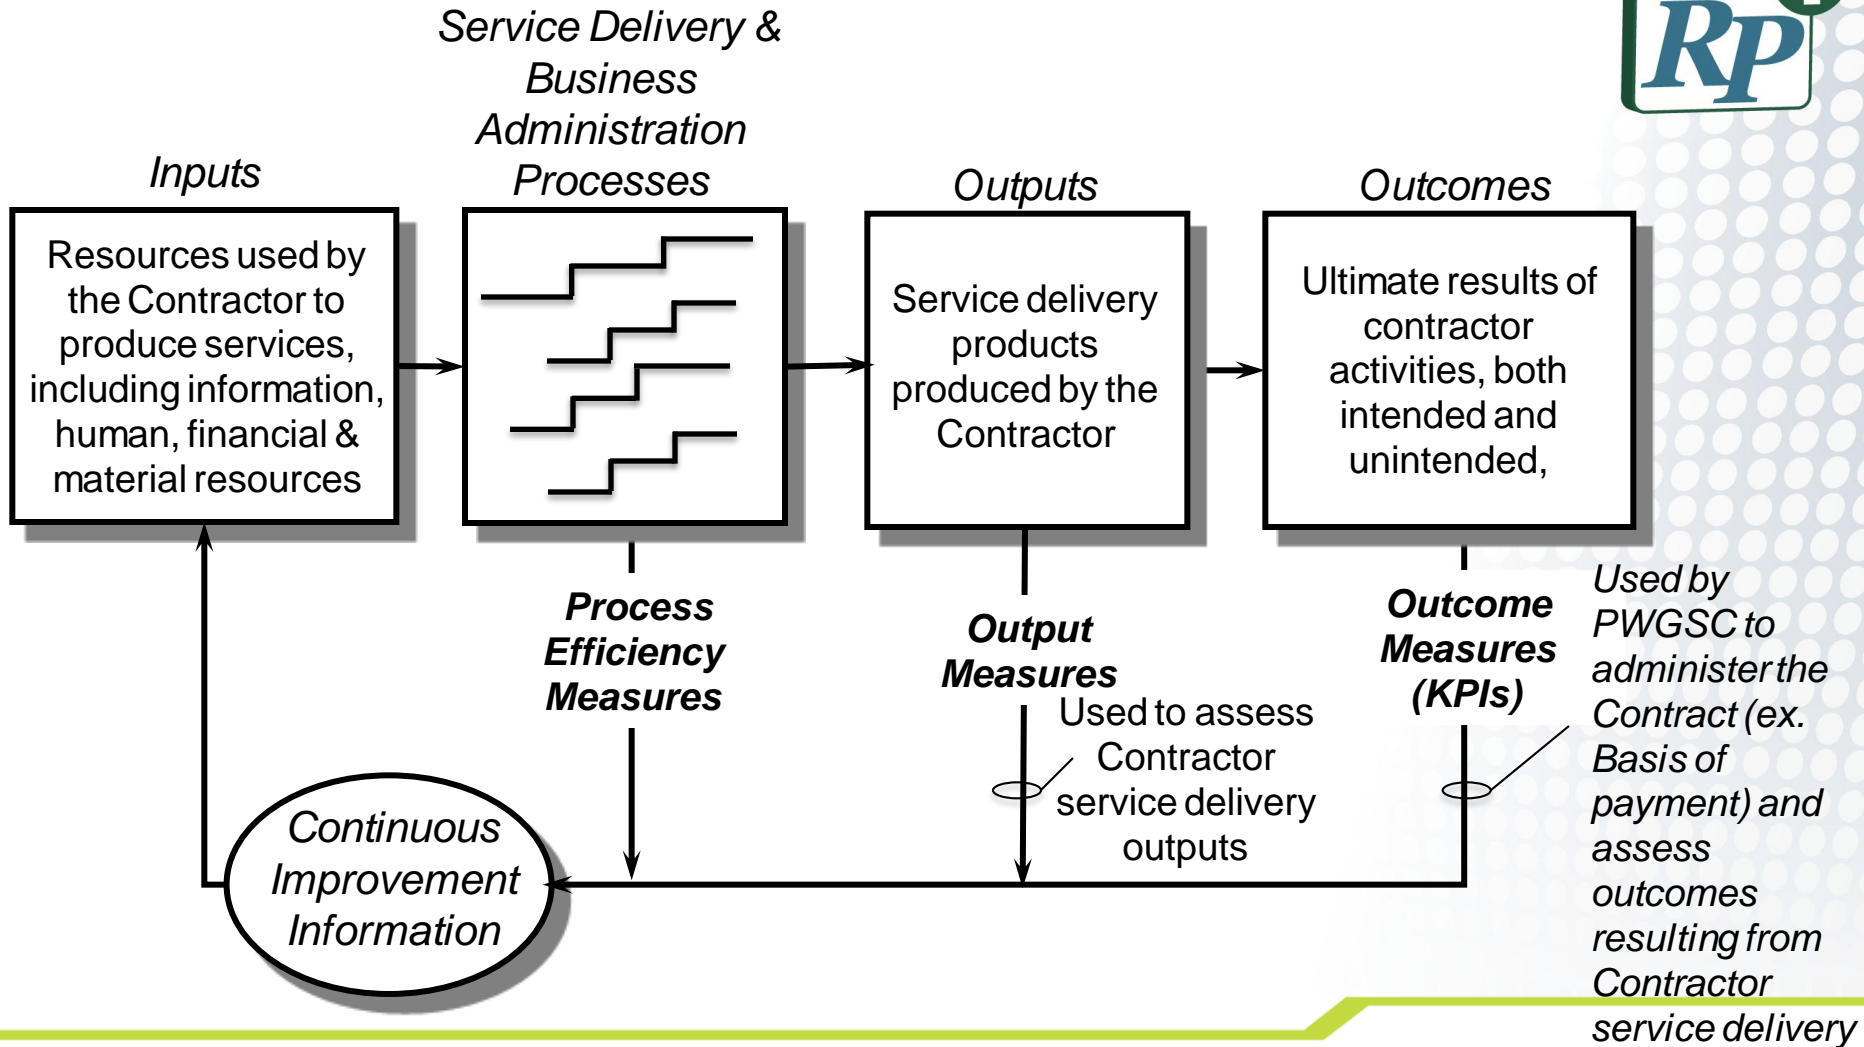 Service Delivery &
Business
Administration
Processes
Inputs
Outputs
Outcomes
Resources used by
the Contractor to
produce services,
including information,
human, financial &
material resources
Service delivery
products
produced by the
Contractor
Ultimate results of
contractor
activities, both
intended and
unintended,
Process
Efficiency
Measures
Output
Measures
Used to assess
Contractor
service delivery
outputs
Outcome
Measures
(KPIs)
Used by
PWGSC to
administer the
Contract (ex.
Basis of
payment) and
assess
outcomes
resulting from
Contractor
service delivery
Continuous
Improvement
Information
RP